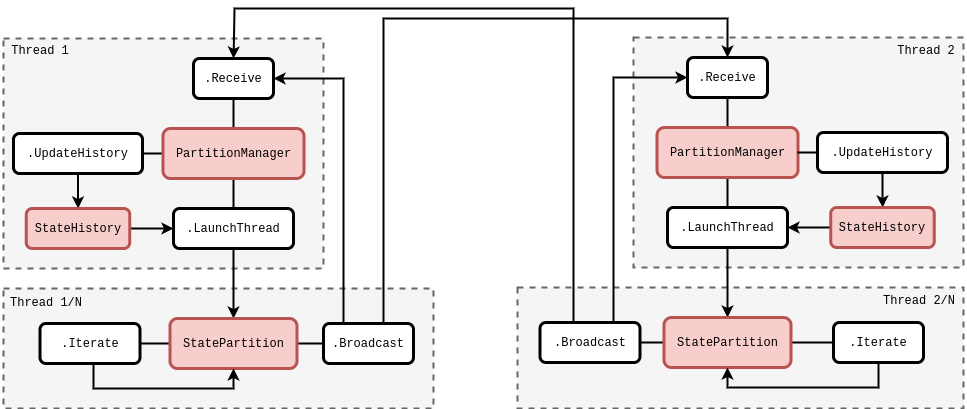 Thread 1
.Receive
.UpdateHistory
PartitionManager
StateHistory
.LaunchThread
Thread 1/N
.Iterate
StatePartition
.Broadcast
Thread 2
.Receive
PartitionManager
.UpdateHistory
.LaunchThread
StateHistory
Thread 2/N
.Broadcast
StatePartition
.Iterate